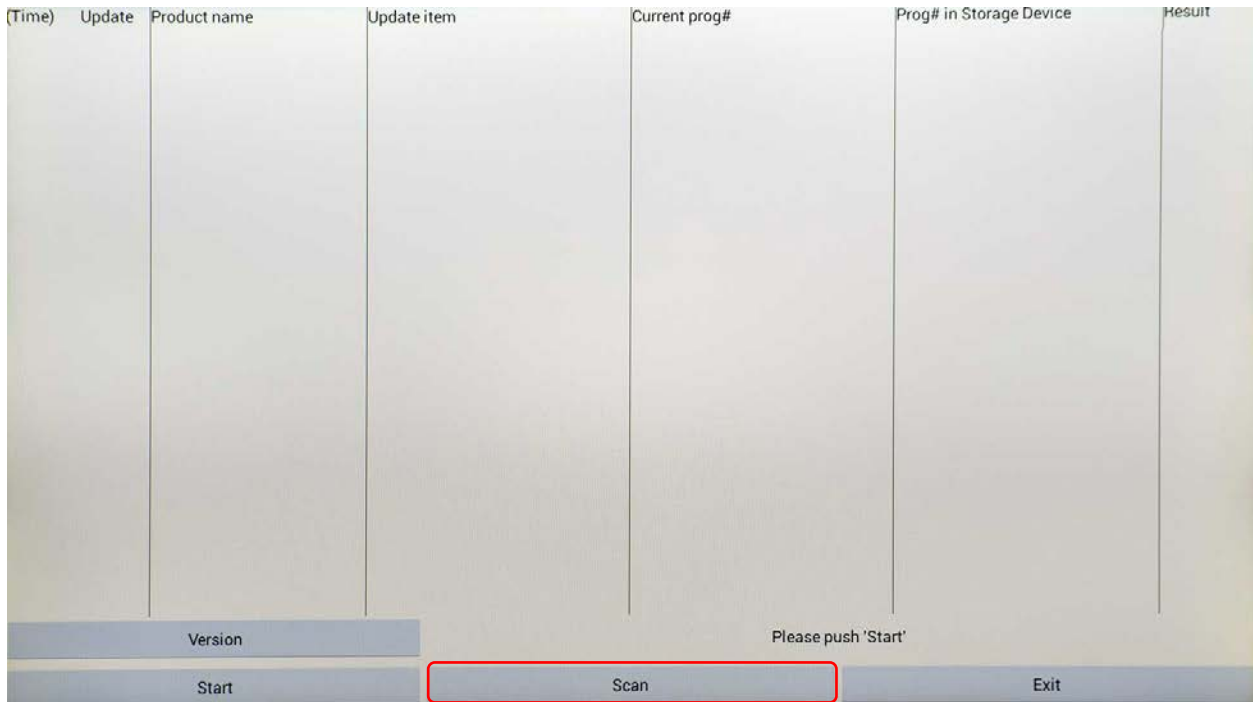 (Time) Update Product name Update item Current prog# Prog# in Storage Device Result
Version Please push 'Start'
Start Scan Exit